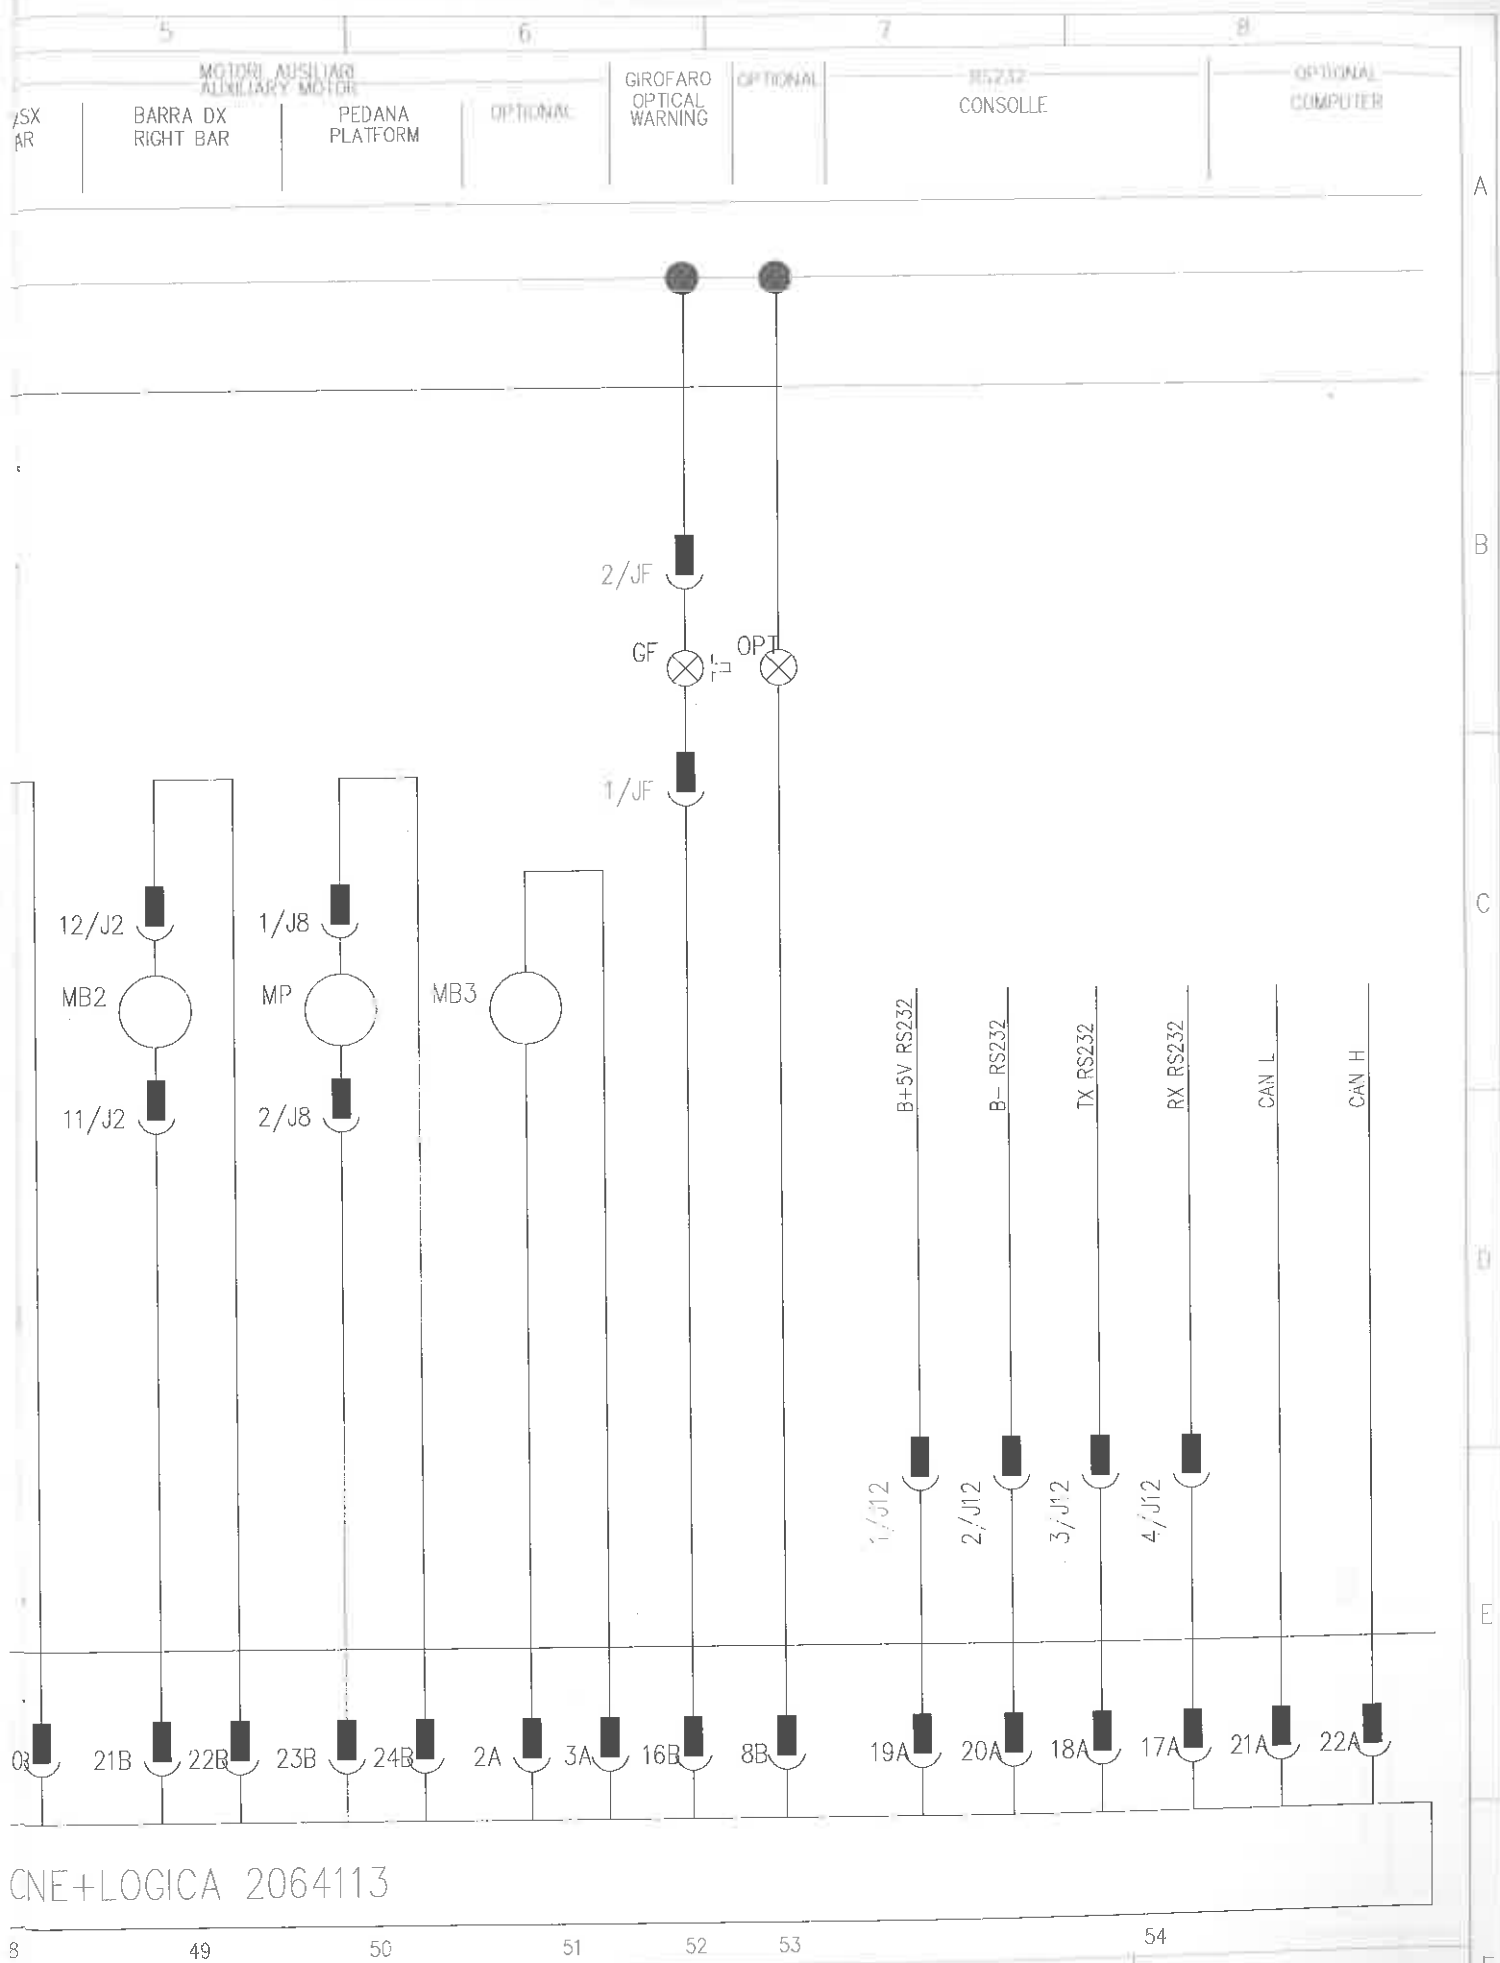 5 6 7 8
MOTORI AUSILIARI
AUXILIARY MOTOR
/SX
AR
BARRA DX
RIGHT BAR
PEDANA
PLATFORM
OPTIONAL
GIROFARO
OPTICAL
WARNING
OPTIONAL
RS232
CONSOLLE
OPTIONAL
COMPUTER
A
B
2/JF
GF
OPT
1/JF
C
12/J2
1/J8
MB2
MP
MB3
11/J2
2/J8
B+5V RS232
B- RS232
TX RS232
RX RS232
CAN L
CAN H
D
1/J12
2/J12
3/J12
4/J12
E
21B 22B 23B 24B 2A 3A 16B 8B 19A 20A 18A 17A 21A 22A
CNE+LOGICA 2064113
8 49 50 51 52 53 54